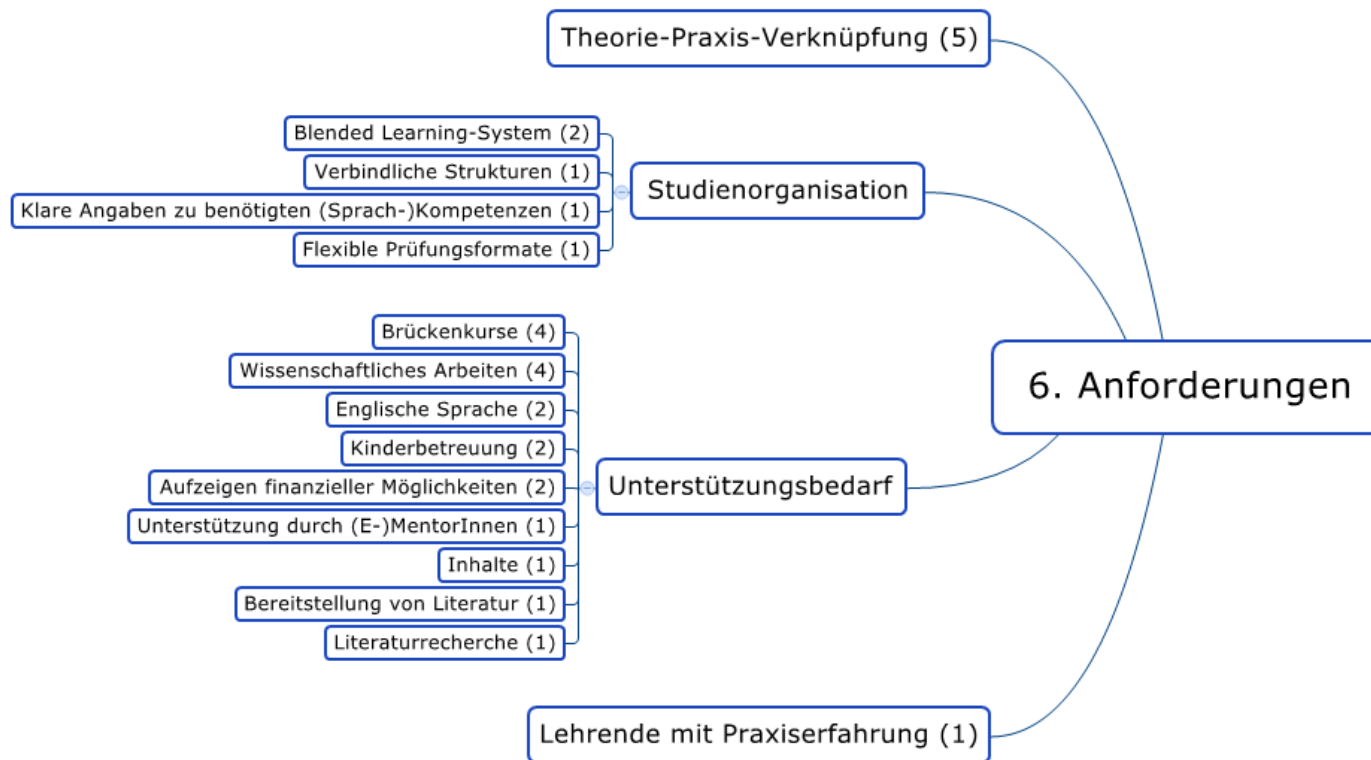 Theorie-Praxis-Verknüpfung (5)
Blended Learning-System (2)
Verbindliche Strukturen (1)
Klare Angaben zu benötigten (Sprach-)Kompetenzen (1)
Flexible Prüfungsformate (1)
Studienorganisation
Brückenkurse (4)
Wissenschaftliches Arbeiten (4)
Englische Sprache (2)
Kinderbetreuung (2)
Aufzeigen finanzieller Möglichkeiten (2)
Unterstützung durch (E-)MentorInnen (1)
Inhalte (1)
Bereitstellung von Literatur (1)
Literaturrecherche (1)
Unterstützungsbedarf
6. Anforderungen
Lehrende mit Praxiserfahrung (1)